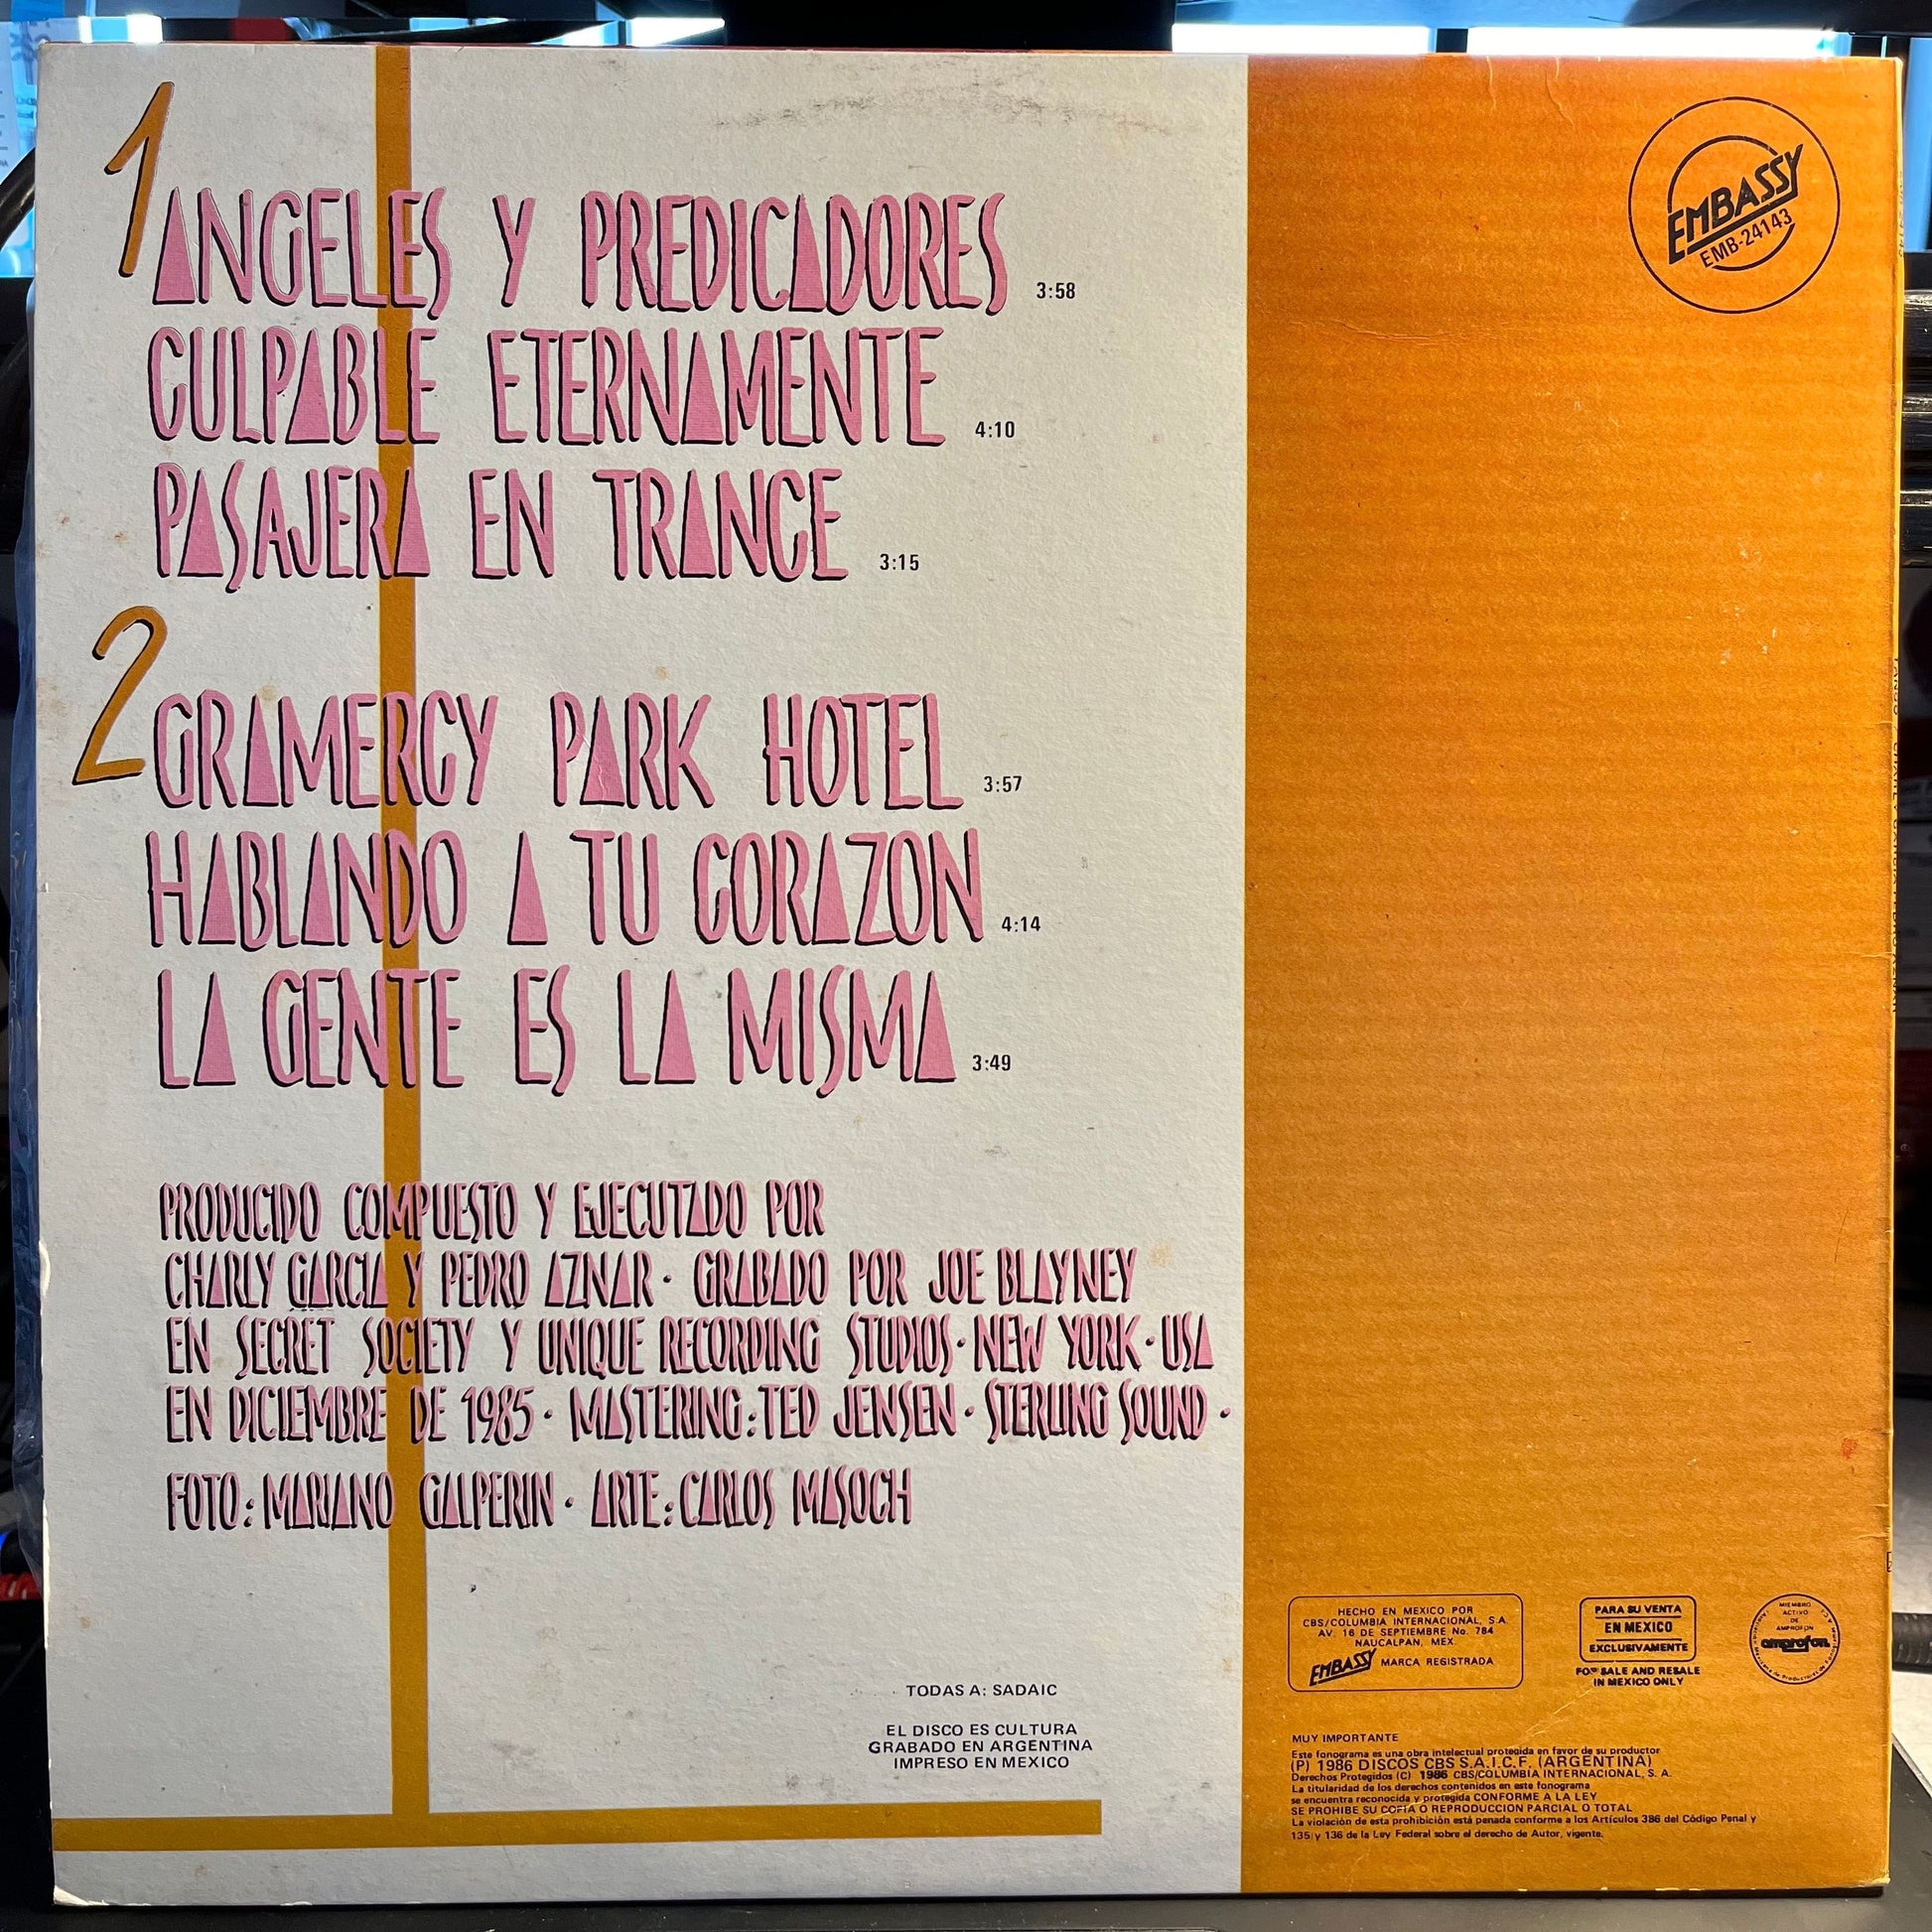 1
ANGELES Y PREDICADORES 3:58
CULPABLE ETERNAMENTE 4:10
PASAJERA EN TRANCE 3:15
2
GRAMERCY PARK HOTEL 3:57
HABLANDO A TU CORAZON 4:14
LA GENTE ES LA MISMA 3:49
PRODUCIDO COMPUESTO Y EJECUTADO POR
CHARLY GARCIA Y PEDRO AZNAR · GRABADO POR JOE BLAYNEY
EN SECRET SOCIETY Y UNIQUE RECORDING STUDIOS · NEW YORK · USA
EN DICIEMBRE DE 1985 · MASTERING: TED JENSEN · STERLING SOUND ·
FOTO: MARIANO GALPERIN · ARTE: CARLOS MASOCH
TODAS A: SADAIC
EL DISCO ES CULTURA
GRABADO EN ARGENTINA
IMPRESO EN MEXICO
EMBASSY
EMB-24143
HECHO EN MEXICO POR
CBS/COLUMBIA INTERNACIONAL, S.A.
AV. 16 DE SEPTIEMBRE No. 784
NAUCALPAN, MEX.
EMBASSY MARCA REGISTRADA
PARA SU VENTA
EN MEXICO
EXCLUSIVAMENTE
FOR SALE AND RESALE
IN MEXICO ONLY
MIEMBRO
ACTIVO
DE
AMPROFON
amprofon
MUY IMPORTANTE
Este fonograma es una obra intelectual protegida en favor de su productor
(P) 1986 DISCOS CBS S.A.I.C.F. (ARGENTINA)
Derechos Protegidos (C) 1986 CBS/COLUMBIA INTERNACIONAL, S. A.
La titularidad de los derechos contenidos en este fonograma
se encuentra reconocida y protegida CONFORME A LA LEY
SE PROHIBE SU COPIA O REPRODUCCION PARCIAL O TOTAL
La violación de esta prohibición está penada conforme a los Artículos 386 del Código Penal y
135 y 136 de la Ley Federal sobre el derecho de Autor, vigente.